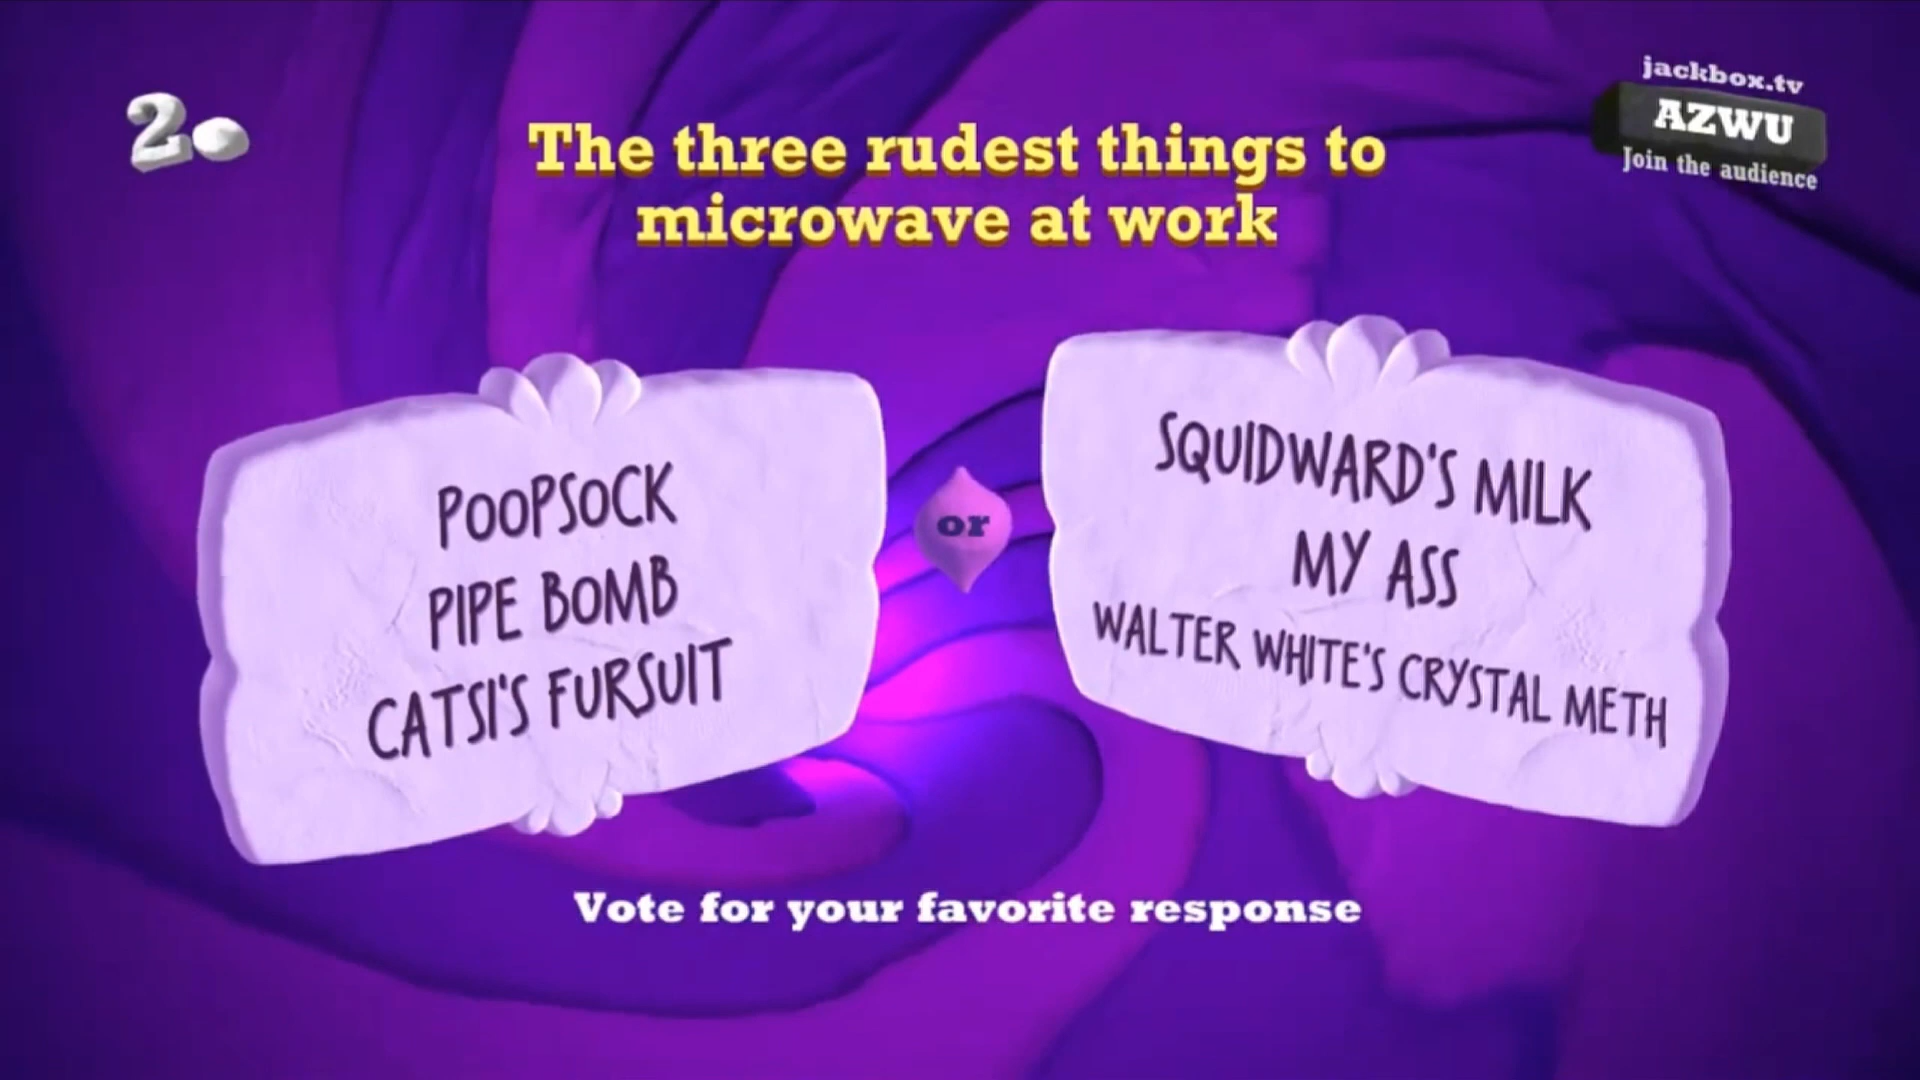 2.
The three rudest things to
microwave at work
jackbox.tv
AZWU
Join the audience
POOPSOCK
PIPE BOMB
CATSI'S FURSUIT
or
SQUIDWARD'S MILK
MY ASS
WALTER WHITE'S CRYSTAL METH
Vote for your favorite response